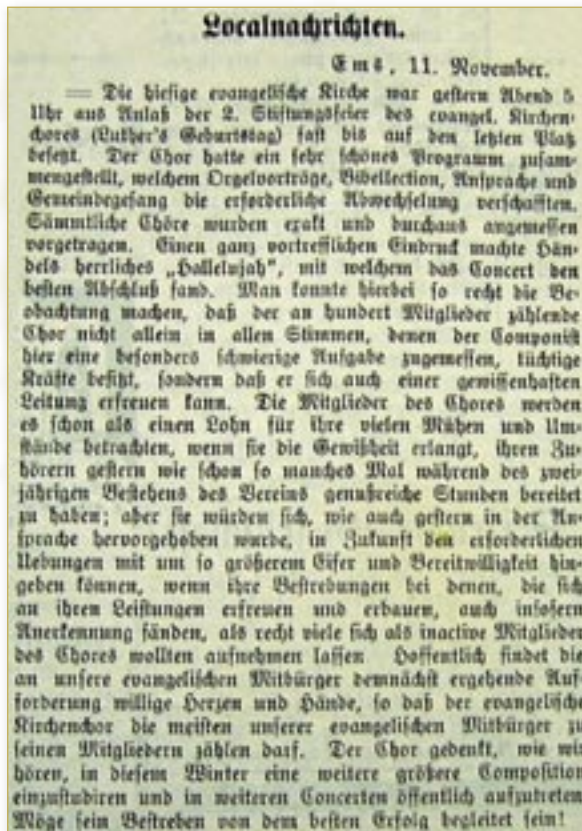 Localnachrichten.
Ems, 11. November.
— Die hiesige evangelische Kirche war gestern Abend 5
Uhr aus Anlaß der 2. Stiftungsfeier des evangel. Kirchen-
chores (Luther's Geburtstag) fast bis auf den letzten Platz
besetzt. Der Chor hatte ein sehr schönes Programm zusam-
mengestellt, welchem Orgelvorträge, Bibellection, Ansprache und
Gemeindegesang die erforderliche Abwechselung verschafften.
Sämmtliche Chöre wurden exakt und durchaus angemessen
vorgetragen. Einen ganz vortrefflichen Eindruck machte Hän-
dels herrliches „Hallelujah", mit welchem das Concert den
besten Abschluß fand. Man konnte hierbei so recht die Be-
obachtung machen, daß der an hundert Mitglieder zählende
Chor nicht allein in allen Stimmen, denen der Componist
hier eine besonders schwierige Aufgabe zugemessen, tüchtige
Kräfte besitzt, sondern daß er sich auch einer gewissenhaften
Leitung erfreuen kann. Die Mitglieder des Chores werden
es schon als einen Lohn für ihre vielen Mühen und Um-
stände betrachten, wenn sie die Gewißheit erlangt, ihren Zu-
hörern gestern wie schon so manches Mal während des zwei-
jährigen Bestehens des Vereins genußreiche Stunden bereitet
zu haben; aber sie würden sich, wie auch gestern in der An-
sprache hervorgehoben wurde, in Zukunft den erforderlichen
Uebungen mit um so größerem Eifer und Bereitwilligkeit hin-
geben können, wenn ihre Bestrebungen bei denen, die sich
an ihren Leistungen erfreuen und erbauen, auch insofern
Anerkennung fänden, als recht viele sich als inactive Mitglieder
des Chores wollten aufnehmen lassen. Hoffentlich findet die
an unsere evangelischen Mitbürger demnächst ergehende Auf-
forderung willige Herzen und Hände, so daß der evangelische
Kirchenchor die meisten unserer evangelischen Mitbürger zu
seinen Mitgliedern zählen darf. Der Chor gedenkt, wie wir
hören, in diesem Winter eine weitere größere Composition
einzustudiren und in weiteren Concerten öffentlich aufzutreten.
Möge sein Bestreben von dem besten Erfolg begleitet sein!